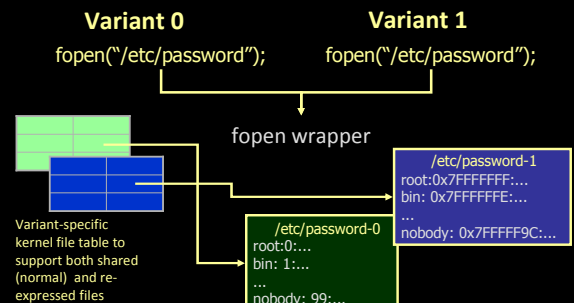 Variant 0
Variant 1
fopen(“/etc/password”);
fopen(“/etc/password”);
fopen wrapper
/etc/password-1
root:0x7FFFFFFF:...
bin: 0x7FFFFFFE:...
...
nobody: 0x7FFFFF9C:...
/etc/password-0
root:0:...
bin: 1:...
...
nobody: 99:...
Variant-specific
kernel file table to
support both shared
(normal) and re-
expressed files